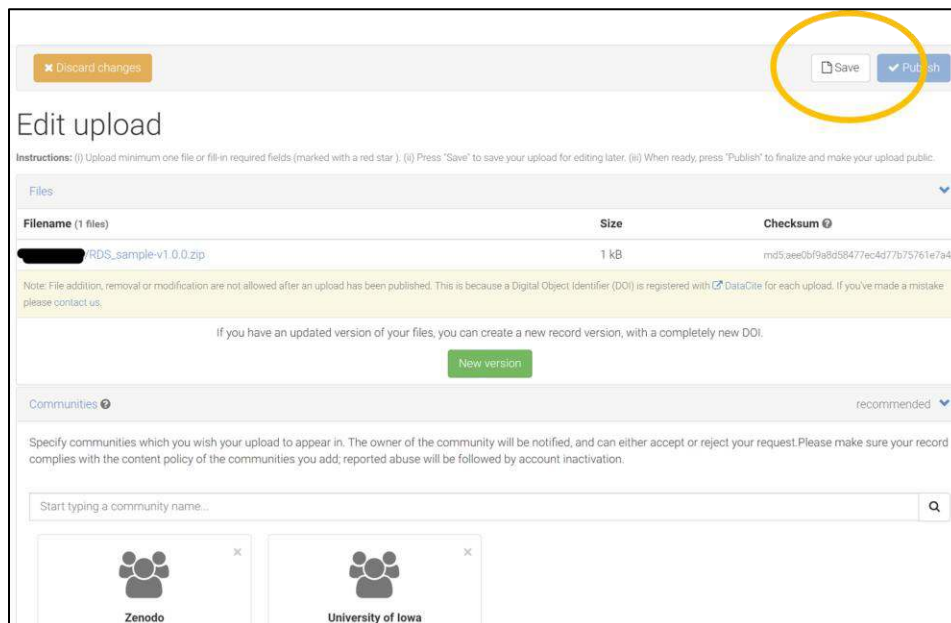 Discard changes
Save
Publish
Edit upload
Instructions: (i) Upload minimum one file or fill-in required fields (marked with a red star ). (ii) Press "Save" to save your upload for editing later. (iii) When ready, press "Publish" to finalize and make your upload public.
Files
Filename (1 files) Size Checksum
/RDS_sample-v1.0.0.zip 1 kB md5:aee0bf9a8d58477ec4d77b75761e7a4
Note: File addition, removal or modification are not allowed after an upload has been published. This is because a Digital Object Identifier (DOI) is registered with DataCite for each upload. If you've made a mistake
please contact us.
If you have an updated version of your files, you can create a new record version, with a completely new DOI.
New version
Communities recommended
Specify communities which you wish your upload to appear in. The owner of the community will be notified, and can either accept or reject your request.Please make sure your record
complies with the content policy of the communities you add; reported abuse will be followed by account inactivation.
Start typing a community name...
Zenodo University of Iowa